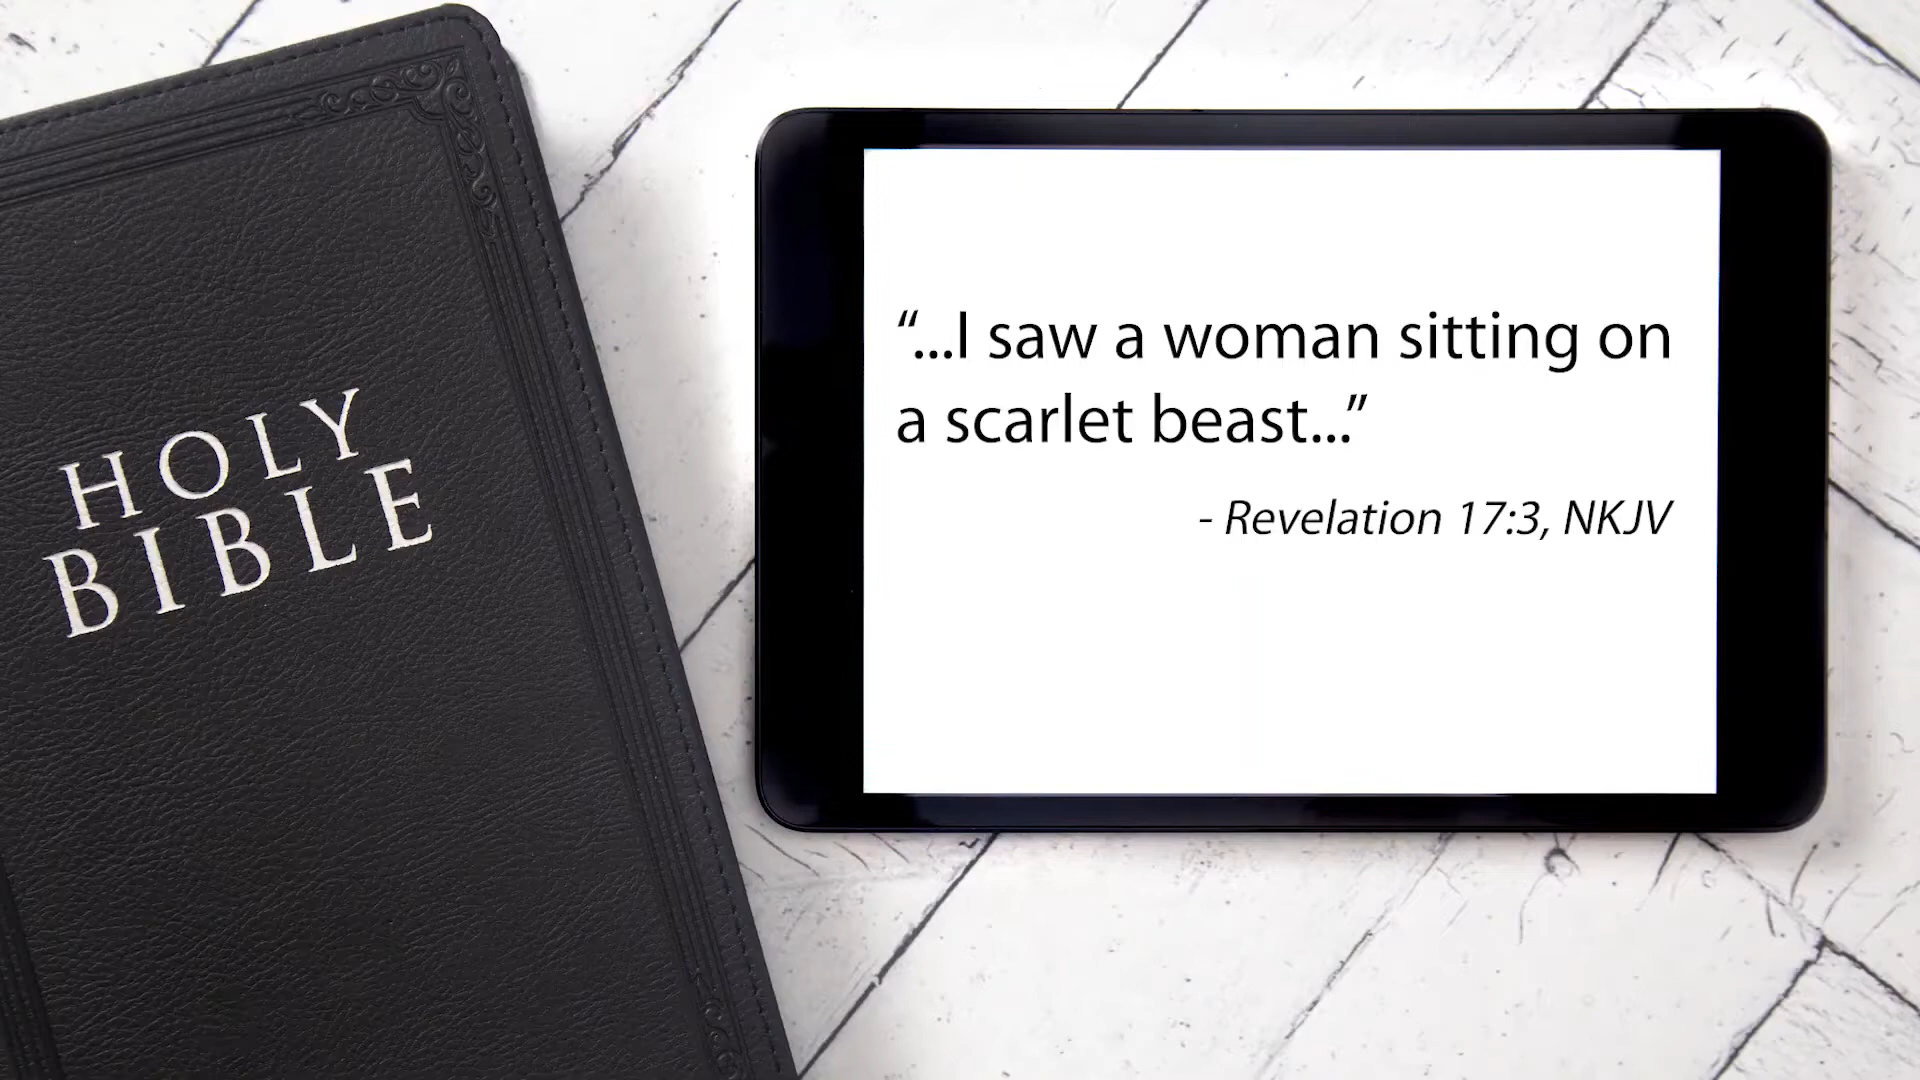 HOLY
BIBLE
“...I saw a woman sitting on
a scarlet beast...”
- Revelation 17:3, NKJV